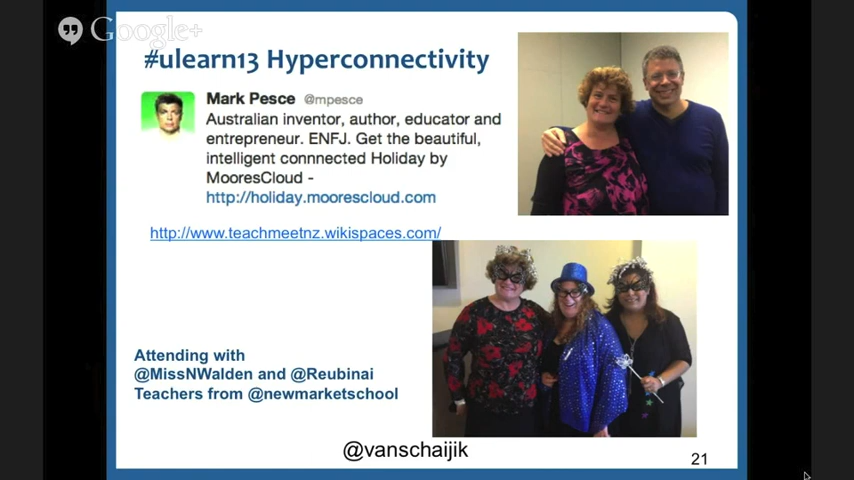 Google+
#ulearn13 Hyperconnectivity
Mark Pesce @mpesce
Australian inventor, author, educator and
entrepreneur. ENFJ. Get the beautiful,
intelligent connnected Holiday by
MooresCloud -
http://holiday.moorescloud.com
http://www.teachmeetnz.wikispaces.com/
Attending with
@MissNWalden and @Reubinai
Teachers from @newmarketschool
@vanschaijik
21